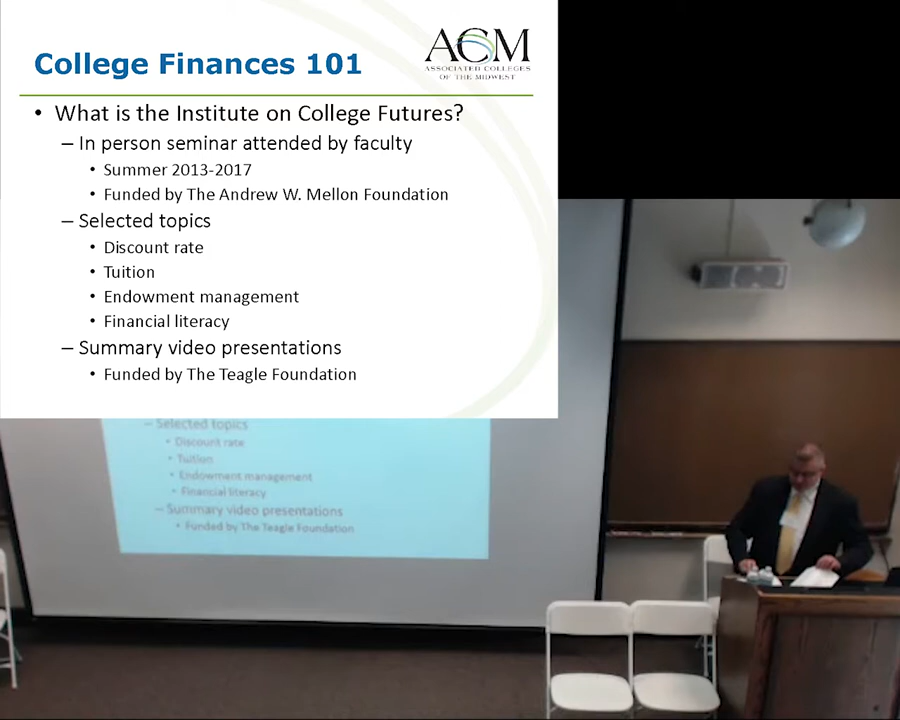 College Finances 101
ACM
ASSOCIATED COLLEGES
OF THE MIDWEST
• What is the Institute on College Futures?
– In person seminar attended by faculty
• Summer 2013-2017
• Funded by The Andrew W. Mellon Foundation
– Selected topics
• Discount rate
• Tuition
• Endowment management
• Financial literacy
– Summary video presentations
• Funded by The Teagle Foundation
– Selected topics
• Discount rate
• Tuition
• Endowment management
• Financial literacy
– Summary video presentations
• Funded by The Teagle Foundation